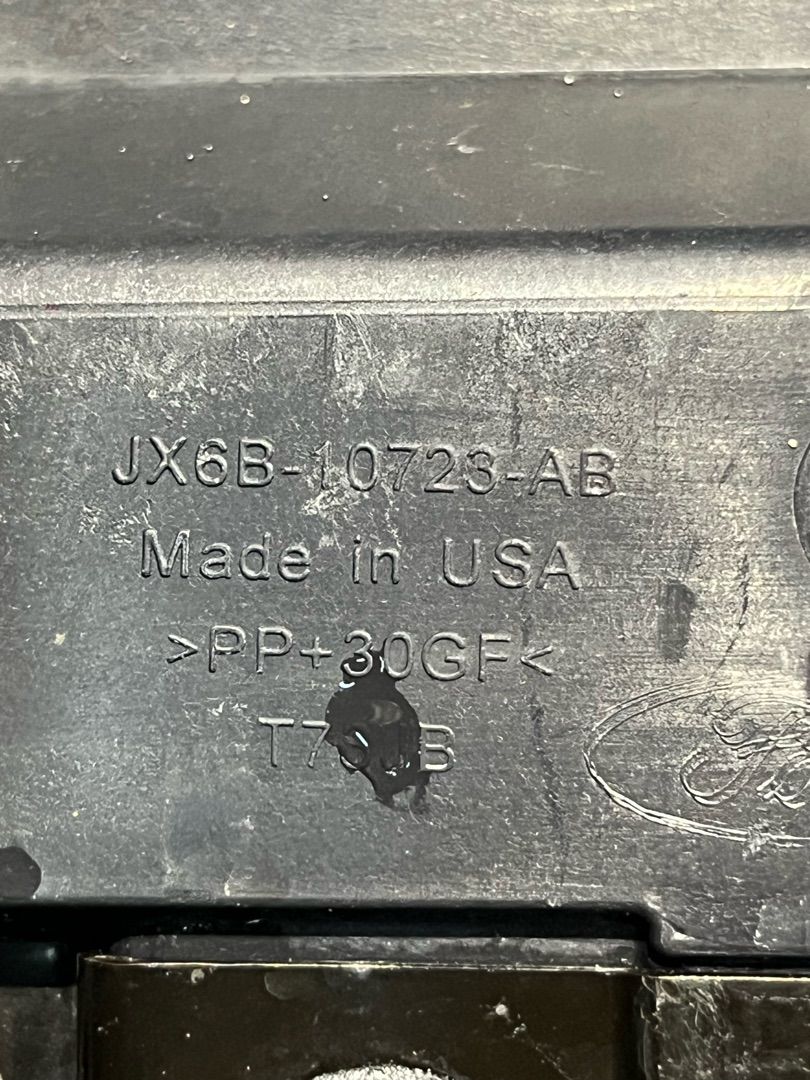 JX6B-10723-AB
Made in USA
>PP+30GF<